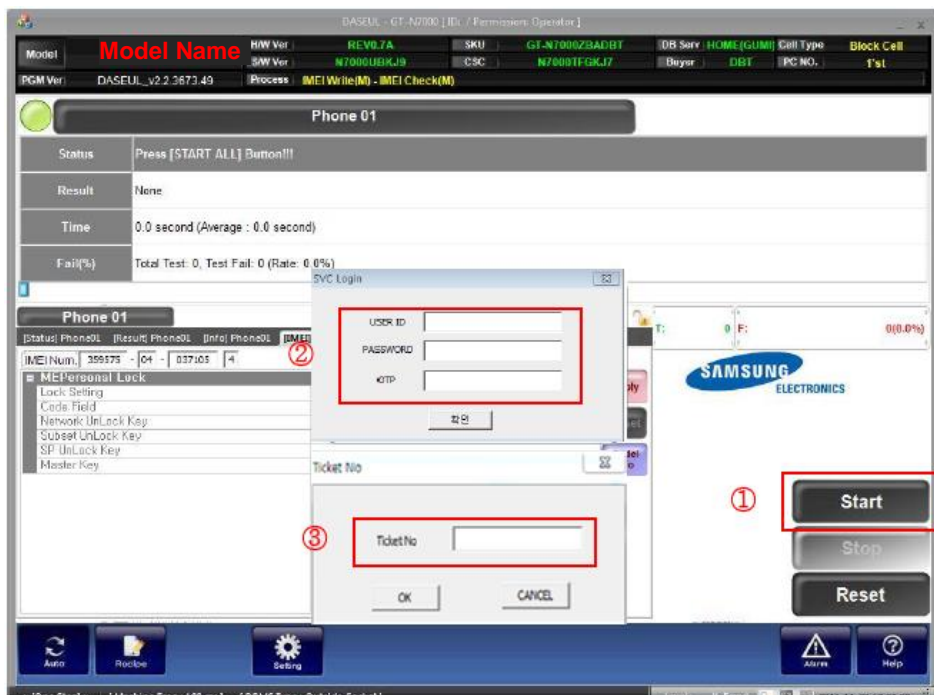 DASEUL - GT-N7000 [ IDc / Permission: Operator ]
Model
Model Name
H/W Ver
REV0.7A
SKU
GT-N7000ZBADBT
DB Serv
HOME(GUMI)
Cell Type
Block Cell
S/W Ver
N7000UBKJ9
CSC
N7000TFGKJ7
Buyer
DBT
PC NO.
1'st
PGM Ver
DASEUL_v2.2.3673.49
Process
IMEI Write(M) - IMEI Check(M)
Phone 01
Status
Press [START ALL] Button!!!
Result
None
Time
0.0 second (Average : 0.0 second)
Fail(%)
Total Test: 0, Test Fail: 0 (Rate: 0.0%)
SVC Login
②
USER ID
PASSWORD
OTP
확인
Phone 01
[Status] Phone01 [Result] Phone01 [Info] Phone01 [IMEI]
IMEI Num. 359575 - 04 - 037105 4
MEPersonal Lock
Lock Setting
Code Field
Network UnLock Key
Subset UnLock Key
SP UnLock Key
Master Key
T: 0 F: 0(0.0%)
SAMSUNG
ELECTRONICS
Ticket No
③
Ticket No
OK
CANCEL
①
Start
Stop
Reset
Auto
Recipe
Setting
Alarm
Help